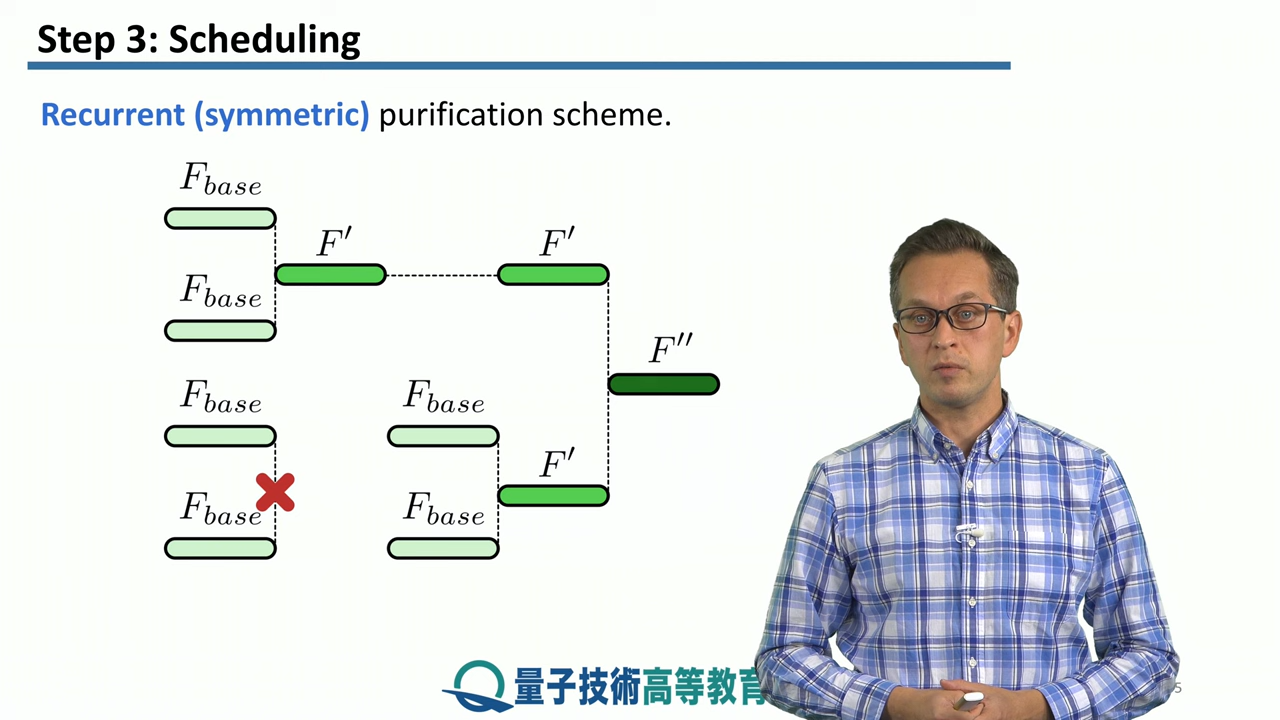 Step 3: Scheduling
Recurrent (symmetric) purification scheme.
F_base
F′
F′
F_base
F″
F_base
F_base
F′
F_base
F_base
量子技術高等教育
5